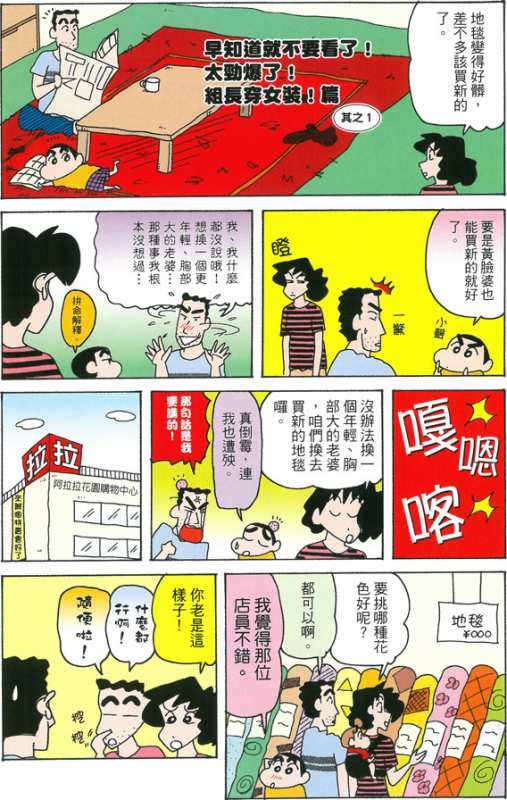 地毯變得好髒，
差不多該買新的
了。
早知道就不要看了！
太勁爆了！
組長穿女裝！篇
其之1
要是黃臉婆也
能買新的就好
了。
小聲
一驚
瞪
我、我什麼
都沒說哦！
想換一個更
年輕、胸部
大的老婆…
那種事我根
本沒想過…
拚命解釋。
嘎嗯
喀
沒辦法換一
個年輕、胸
部大的老婆
，咱們換去
買新的地毯
囉。
真倒霉，連
我也遭殃。
那句話是我
要講的！
拉拉
阿拉拉花園購物中心
地毯
¥000
要挑哪種花
色好呢？
都可以啊。
我覺得那位
店員不錯。
你老是這
樣子！
什麼都
行啊！
隨便啦！
挖
挖